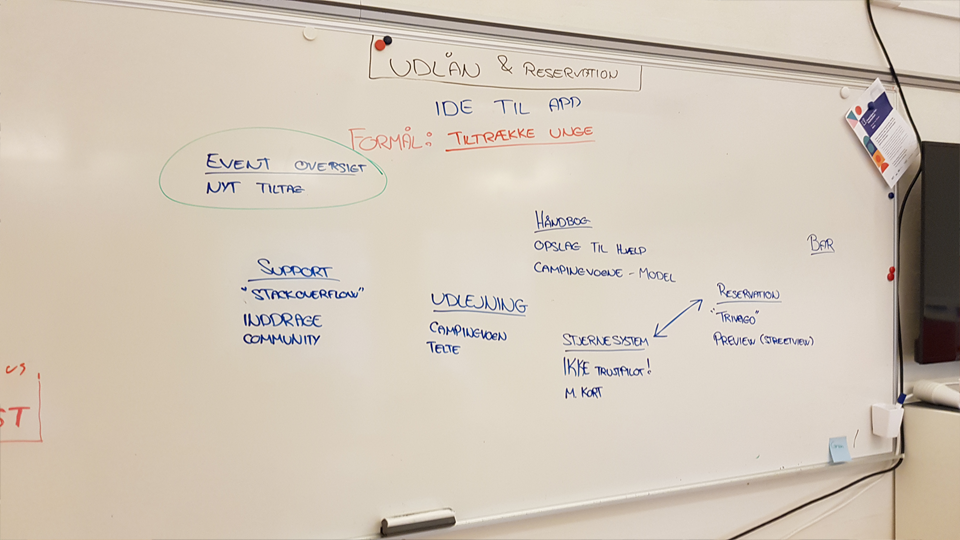 UDLÅN & RESERVATION
IDE TIL APP
FORMÅL: TILTRÆKKE UNGE
EVENT OVERSIGT
NYT TILTAG
HÅNDBOG
OPSLAG TIL HJÆLP
CAMPINGVOGNE - MODEL
BAR
SUPPORT
"STACKOVERFLOW"
INDDRAGE
COMMUNITY
UDLEJNING
CAMPINGVOGN
TELTE
STJERNESYSTEM
IKKE TRUSTPILOT!
M. KORT
RESERVATION
"TRIVAGO"
PREVIEW (STREETVIEW)
VS.
ST